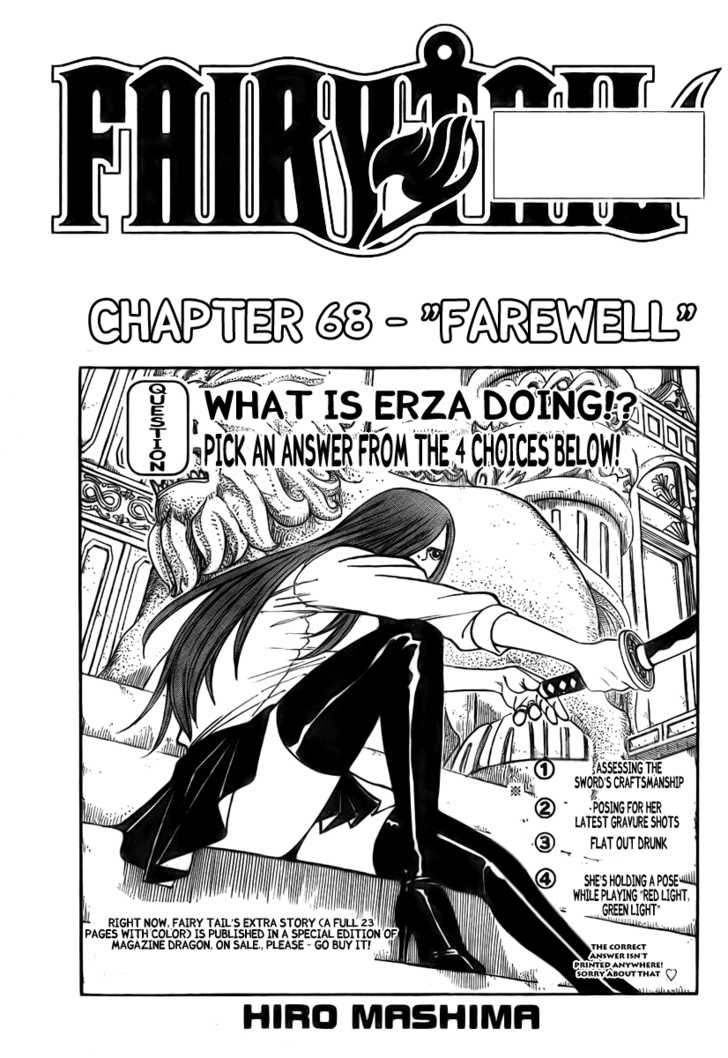 FAIRY TAIL
CHAPTER 68 - "FAREWELL"
QUESTION
WHAT IS ERZA DOING!?
PICK AN ANSWER FROM THE 4 CHOICES BELOW!
① ASSESSING THE
SWORD'S CRAFTSMANSHIP
※
② POSING FOR HER
LATEST GRAVURE SHOTS
③ FLAT OUT DRUNK
④ SHE'S HOLDING A POSE
WHILE PLAYING "RED LIGHT,
GREEN LIGHT"
RIGHT NOW, FAIRY TAIL'S EXTRA STORY (A FULL 23
PAGES WITH COLOR) IS PUBLISHED IN A SPECIAL EDITION OF
MAGAZINE DRAGON, ON SALE., PLEASE - GO BUY IT!
THE CORRECT
ANSWER ISN'T
PRINTED ANYWHERE!
SORRY ABOUT THAT ♡
HIRO MASHIMA